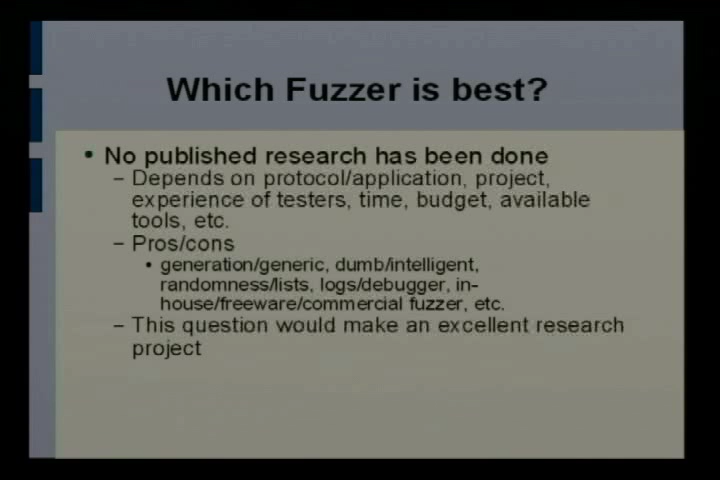 Which Fuzzer is best?
• No published research has been done
– Depends on protocol/application, project,
experience of testers, time, budget, available
tools, etc.
– Pros/cons
• generation/generic, dumb/intelligent,
randomness/lists, logs/debugger, in-
house/freeware/commercial fuzzer, etc.
– This question would make an excellent research
project